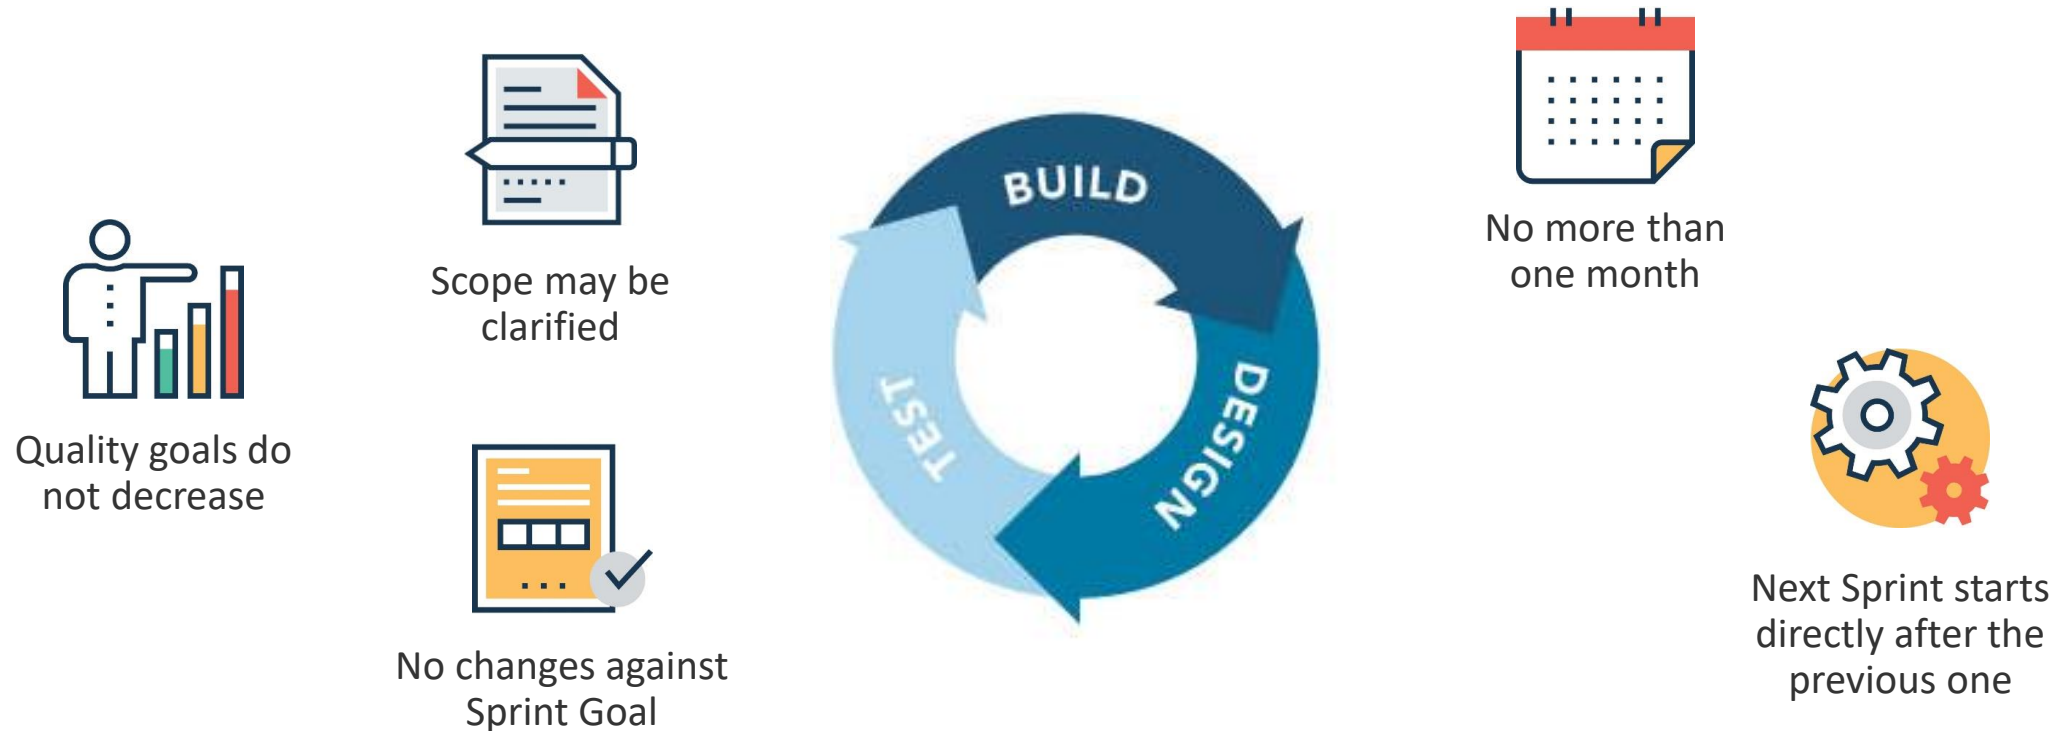 Quality goals do
not decrease
Scope may be
clarified
No changes against
Sprint Goal
BUILD
DESIGN
TEST
No more than
one month
Next Sprint starts
directly after the
previous one